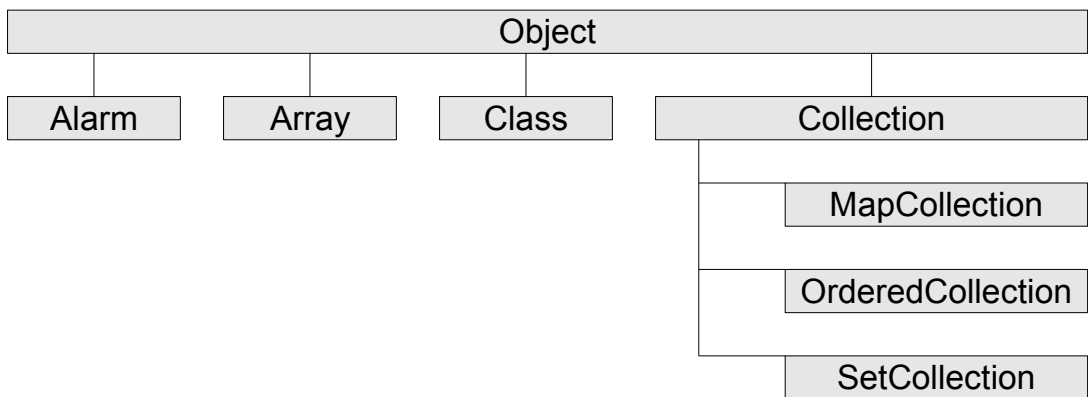 Object
Alarm
Array
Class
Collection
MapCollection
OrderedCollection
SetCollection